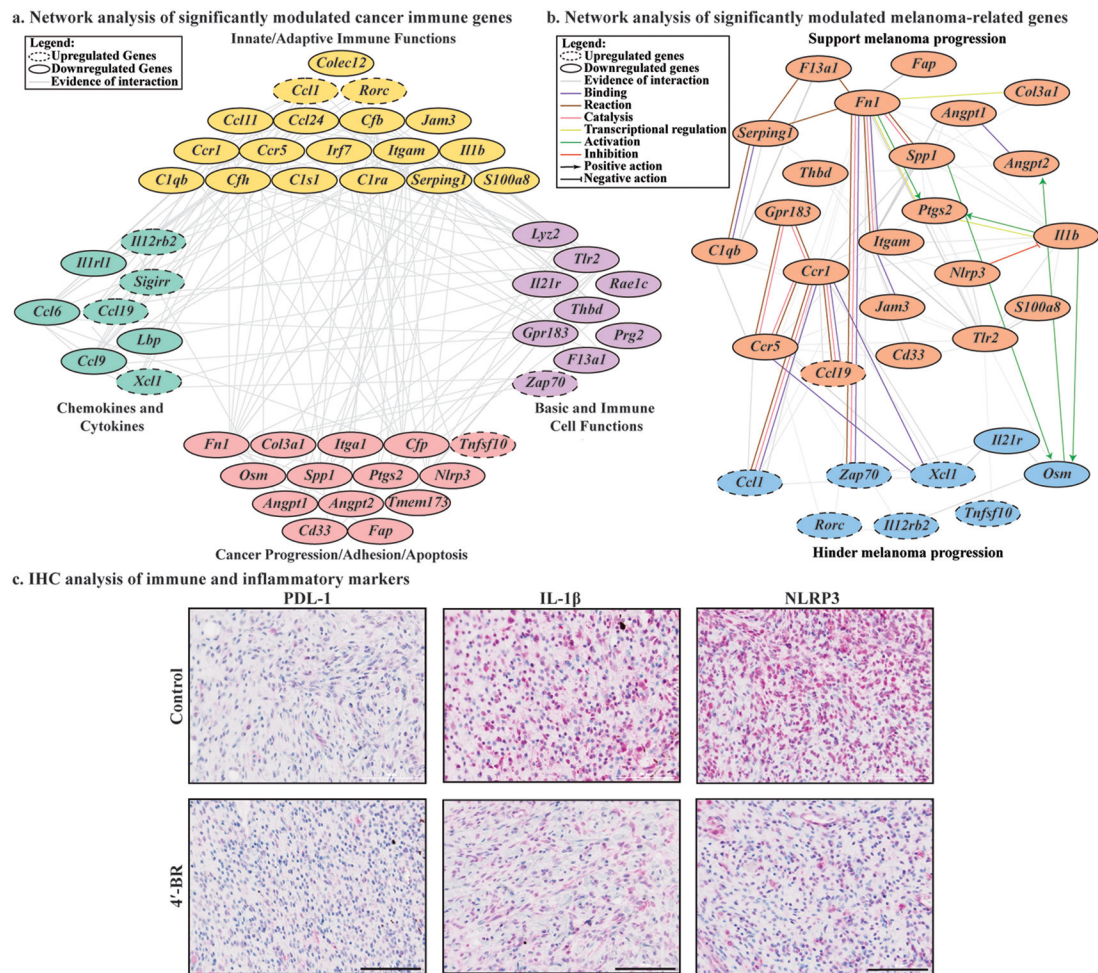 a. Network analysis of significantly modulated cancer immune genes
Legend:
Upregulated Genes
Downregulated Genes
Evidence of interaction
Innate/Adaptive Immune Functions
Colec12
Ccl1 Rorc
Ccl11 Ccl24 Cfb Jam3
Ccr1 Ccr5 Irf7 Itgam Il1b
C1qb Cfh C1s1 C1ra Serping1 S100a8
Il12rb2
Il1rl1
Sigirr
Ccl6 Ccl19
Lbp
Ccl9
Xcl1
Chemokines and
Cytokines
Lyz2
Tlr2
Il21r Rae1c
Thbd
Gpr183 Prg2
F13a1
Zap70
Basic and Immune
Cell Functions
Fn1 Col3a1 Itga1 Cfp Tnfsf10
Osm Spp1 Ptgs2 Nlrp3
Angpt1 Angpt2 Tmem173
Cd33 Fap
Cancer Progression/Adhesion/Apoptosis
b. Network analysis of significantly modulated melanoma-related genes
Legend:
Upregulated genes
Downregulated genes
Evidence of interaction
Binding
Reaction
Catalysis
Transcriptional regulation
Activation
Inhibition
Positive action
Negative action
Support melanoma progression
F13a1 Fap
Fn1 Col3a1
Serping1 Angpt1
Thbd Spp1 Angpt2
Gpr183 Ptgs2
C1qb Itgam Il1b
Ccr1 Nlrp3
Jam3 S100a8
Ccr5 Cd33 Tlr2
Ccl19
Il21r
Ccl1 Zap70 Xcl1 Osm
Rorc Il12rb2 Tnfsf10
Hinder melanoma progression
c. IHC analysis of immune and inflammatory markers
PDL-1 IL-1β NLRP3
Control
4′-BR